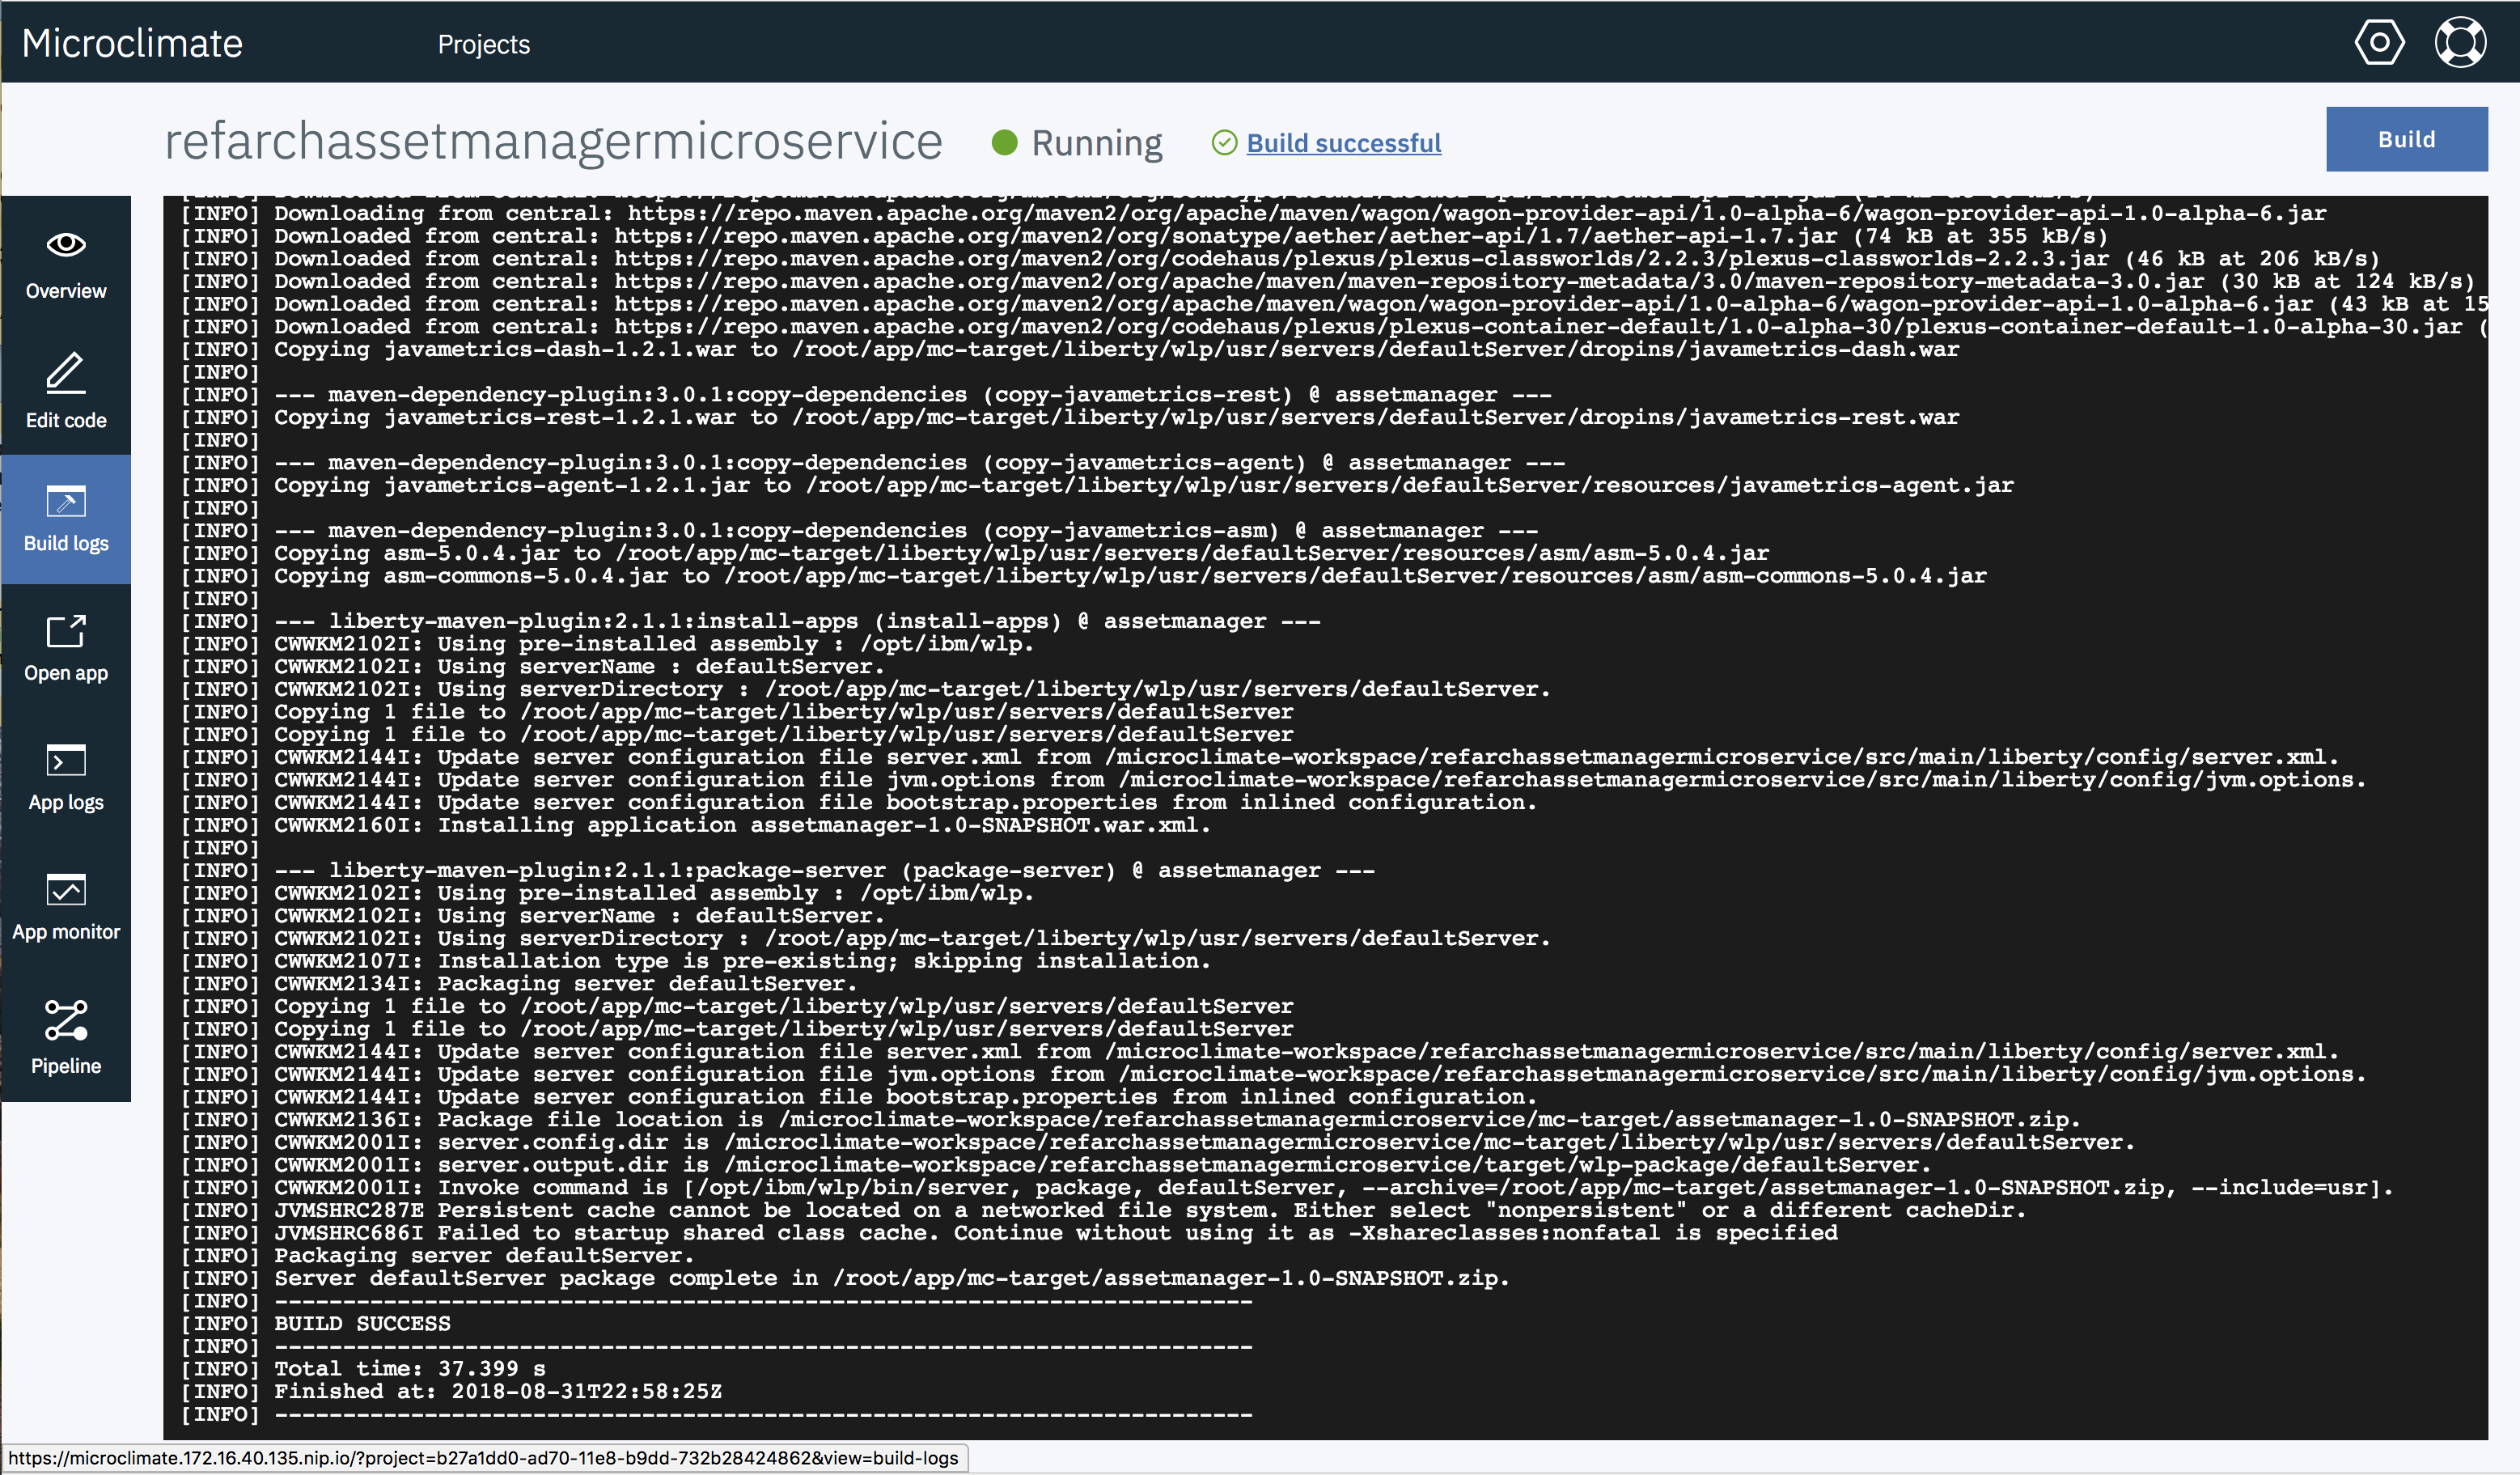 Microclimate
Projects
refarchassetmanagermicroservice
Running
Build successful
Build
Overview
Edit code
Build logs
Open app
App logs
App monitor
Pipeline
[INFO] Downloading from central: https://repo.maven.apache.org/maven2/org/apache/maven/wagon/wagon-provider-api/1.0-alpha-6/wagon-provider-api-1.0-alpha-6.jar
[INFO] Downloaded from central: https://repo.maven.apache.org/maven2/org/sonatype/aether/aether-api/1.7/aether-api-1.7.jar (74 kB at 355 kB/s)
[INFO] Downloaded from central: https://repo.maven.apache.org/maven2/org/codehaus/plexus/plexus-classworlds/2.2.3/plexus-classworlds-2.2.3.jar (46 kB at 206 kB/s)
[INFO] Downloaded from central: https://repo.maven.apache.org/maven2/org/apache/maven/maven-repository-metadata/3.0/maven-repository-metadata-3.0.jar (30 kB at 124 kB/s)
[INFO] Downloaded from central: https://repo.maven.apache.org/maven2/org/apache/maven/wagon/wagon-provider-api/1.0-alpha-6/wagon-provider-api-1.0-alpha-6.jar (43 kB at 15
[INFO] Downloaded from central: https://repo.maven.apache.org/maven2/org/codehaus/plexus/plexus-container-default/1.0-alpha-30/plexus-container-default-1.0-alpha-30.jar (
[INFO] Copying javametrics-dash-1.2.1.war to /root/app/mc-target/liberty/wlp/usr/servers/defaultServer/dropins/javametrics-dash.war
[INFO]
[INFO] --- maven-dependency-plugin:3.0.1:copy-dependencies (copy-javametrics-rest) @ assetmanager ---
[INFO] Copying javametrics-rest-1.2.1.war to /root/app/mc-target/liberty/wlp/usr/servers/defaultServer/dropins/javametrics-rest.war
[INFO]
[INFO] --- maven-dependency-plugin:3.0.1:copy-dependencies (copy-javametrics-agent) @ assetmanager ---
[INFO] Copying javametrics-agent-1.2.1.jar to /root/app/mc-target/liberty/wlp/usr/servers/defaultServer/resources/javametrics-agent.jar
[INFO]
[INFO] --- maven-dependency-plugin:3.0.1:copy-dependencies (copy-javametrics-asm) @ assetmanager ---
[INFO] Copying asm-5.0.4.jar to /root/app/mc-target/liberty/wlp/usr/servers/defaultServer/resources/asm/asm-5.0.4.jar
[INFO] Copying asm-commons-5.0.4.jar to /root/app/mc-target/liberty/wlp/usr/servers/defaultServer/resources/asm/asm-commons-5.0.4.jar
[INFO]
[INFO] --- liberty-maven-plugin:2.1.1:install-apps (install-apps) @ assetmanager ---
[INFO] CWWKM2102I: Using pre-installed assembly : /opt/ibm/wlp.
[INFO] CWWKM2102I: Using serverName : defaultServer.
[INFO] CWWKM2102I: Using serverDirectory : /root/app/mc-target/liberty/wlp/usr/servers/defaultServer.
[INFO] Copying 1 file to /root/app/mc-target/liberty/wlp/usr/servers/defaultServer
[INFO] Copying 1 file to /root/app/mc-target/liberty/wlp/usr/servers/defaultServer
[INFO] CWWKM2144I: Update server configuration file server.xml from /microclimate-workspace/refarchassetmanagermicroservice/src/main/liberty/config/server.xml.
[INFO] CWWKM2144I: Update server configuration file jvm.options from /microclimate-workspace/refarchassetmanagermicroservice/src/main/liberty/config/jvm.options.
[INFO] CWWKM2144I: Update server configuration file bootstrap.properties from inlined configuration.
[INFO] CWWKM2160I: Installing application assetmanager-1.0-SNAPSHOT.war.xml.
[INFO]
[INFO] --- liberty-maven-plugin:2.1.1:package-server (package-server) @ assetmanager ---
[INFO] CWWKM2102I: Using pre-installed assembly : /opt/ibm/wlp.
[INFO] CWWKM2102I: Using serverName : defaultServer.
[INFO] CWWKM2102I: Using serverDirectory : /root/app/mc-target/liberty/wlp/usr/servers/defaultServer.
[INFO] CWWKM2107I: Installation type is pre-existing; skipping installation.
[INFO] CWWKM2134I: Packaging server defaultServer.
[INFO] Copying 1 file to /root/app/mc-target/liberty/wlp/usr/servers/defaultServer
[INFO] Copying 1 file to /root/app/mc-target/liberty/wlp/usr/servers/defaultServer
[INFO] CWWKM2144I: Update server configuration file server.xml from /microclimate-workspace/refarchassetmanagermicroservice/src/main/liberty/config/server.xml.
[INFO] CWWKM2144I: Update server configuration file jvm.options from /microclimate-workspace/refarchassetmanagermicroservice/src/main/liberty/config/jvm.options.
[INFO] CWWKM2144I: Update server configuration file bootstrap.properties from inlined configuration.
[INFO] CWWKM2136I: Package file location is /microclimate-workspace/refarchassetmanagermicroservice/mc-target/assetmanager-1.0-SNAPSHOT.zip.
[INFO] CWWKM2001I: server.config.dir is /microclimate-workspace/refarchassetmanagermicroservice/mc-target/liberty/wlp/usr/servers/defaultServer.
[INFO] CWWKM2001I: server.output.dir is /microclimate-workspace/refarchassetmanagermicroservice/target/wlp-package/defaultServer.
[INFO] CWWKM2001I: Invoke command is [/opt/ibm/wlp/bin/server, package, defaultServer, --archive=/root/app/mc-target/assetmanager-1.0-SNAPSHOT.zip, --include=usr].
[INFO] JVMSHRC287E Persistent cache cannot be located on a networked file system. Either select "nonpersistent" or a different cacheDir.
[INFO] JVMSHRC686I Failed to startup shared class cache. Continue without using it as -Xshareclasses:nonfatal is specified
[INFO] Packaging server defaultServer.
[INFO] Server defaultServer package complete in /root/app/mc-target/assetmanager-1.0-SNAPSHOT.zip.
[INFO] ------------------------------------------------------------------------
[INFO] BUILD SUCCESS
[INFO] ------------------------------------------------------------------------
[INFO] Total time: 37.399 s
[INFO] Finished at: 2018-08-31T22:58:25Z
[INFO] ------------------------------------------------------------------------
https://microclimate.172.16.40.135.nip.io/?project=b27a1dd0-ad70-11e8-b9dd-732b28424862&view=build-logs